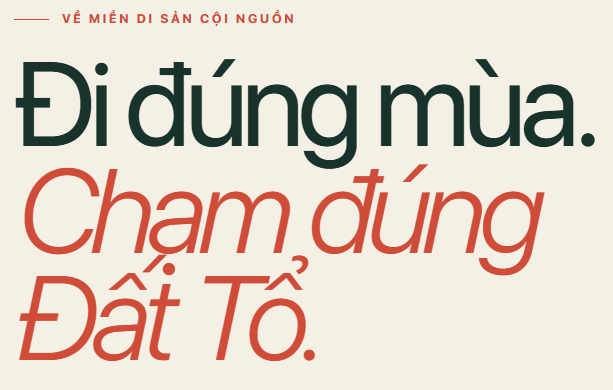 VỀ MIỀN DI SẢN CỘI NGUỒN
Đi đúng mùa.
Chạm đúng
Đất Tổ.